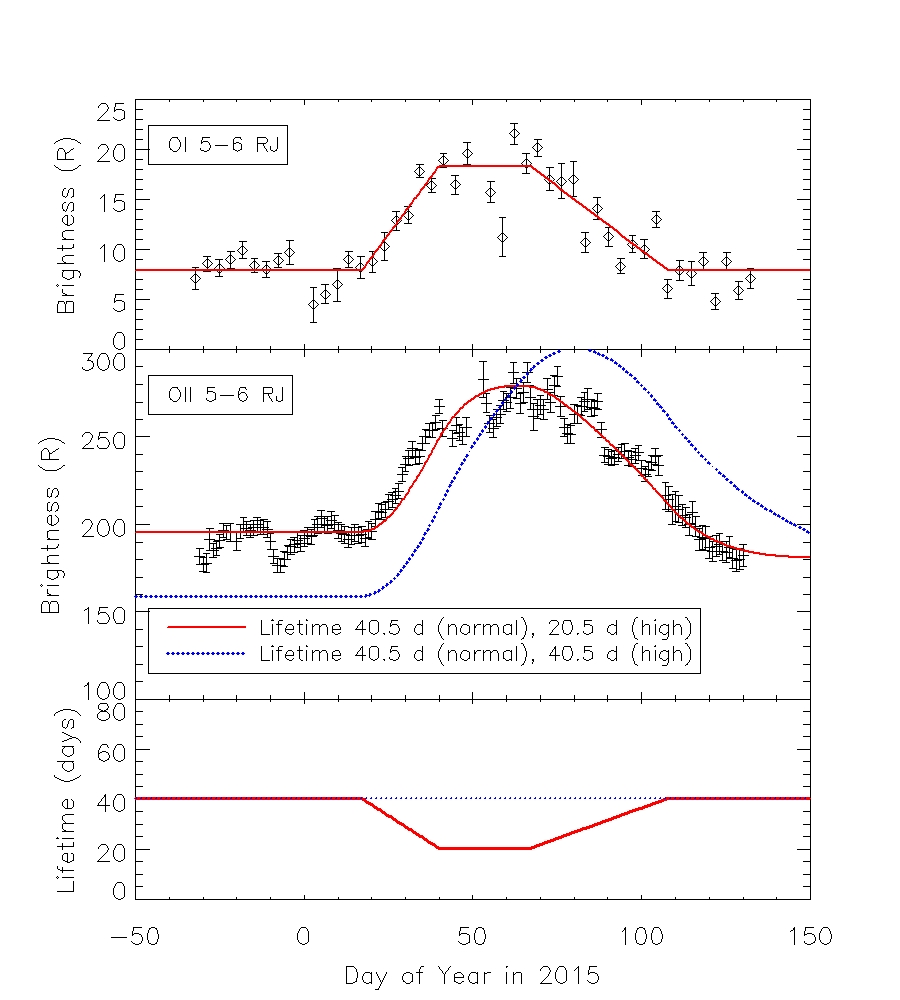 25
20
15
10
5
0
Brightness (R)
OI 5-6 RJ
300
250
200
150
100
Brightness (R)
OII 5-6 RJ
Lifetime 40.5 d (normal), 20.5 d (high)
Lifetime 40.5 d (normal), 40.5 d (high)
80
60
40
20
0
Lifetime (days)
-50 0 50 100 150
Day of Year in 2015